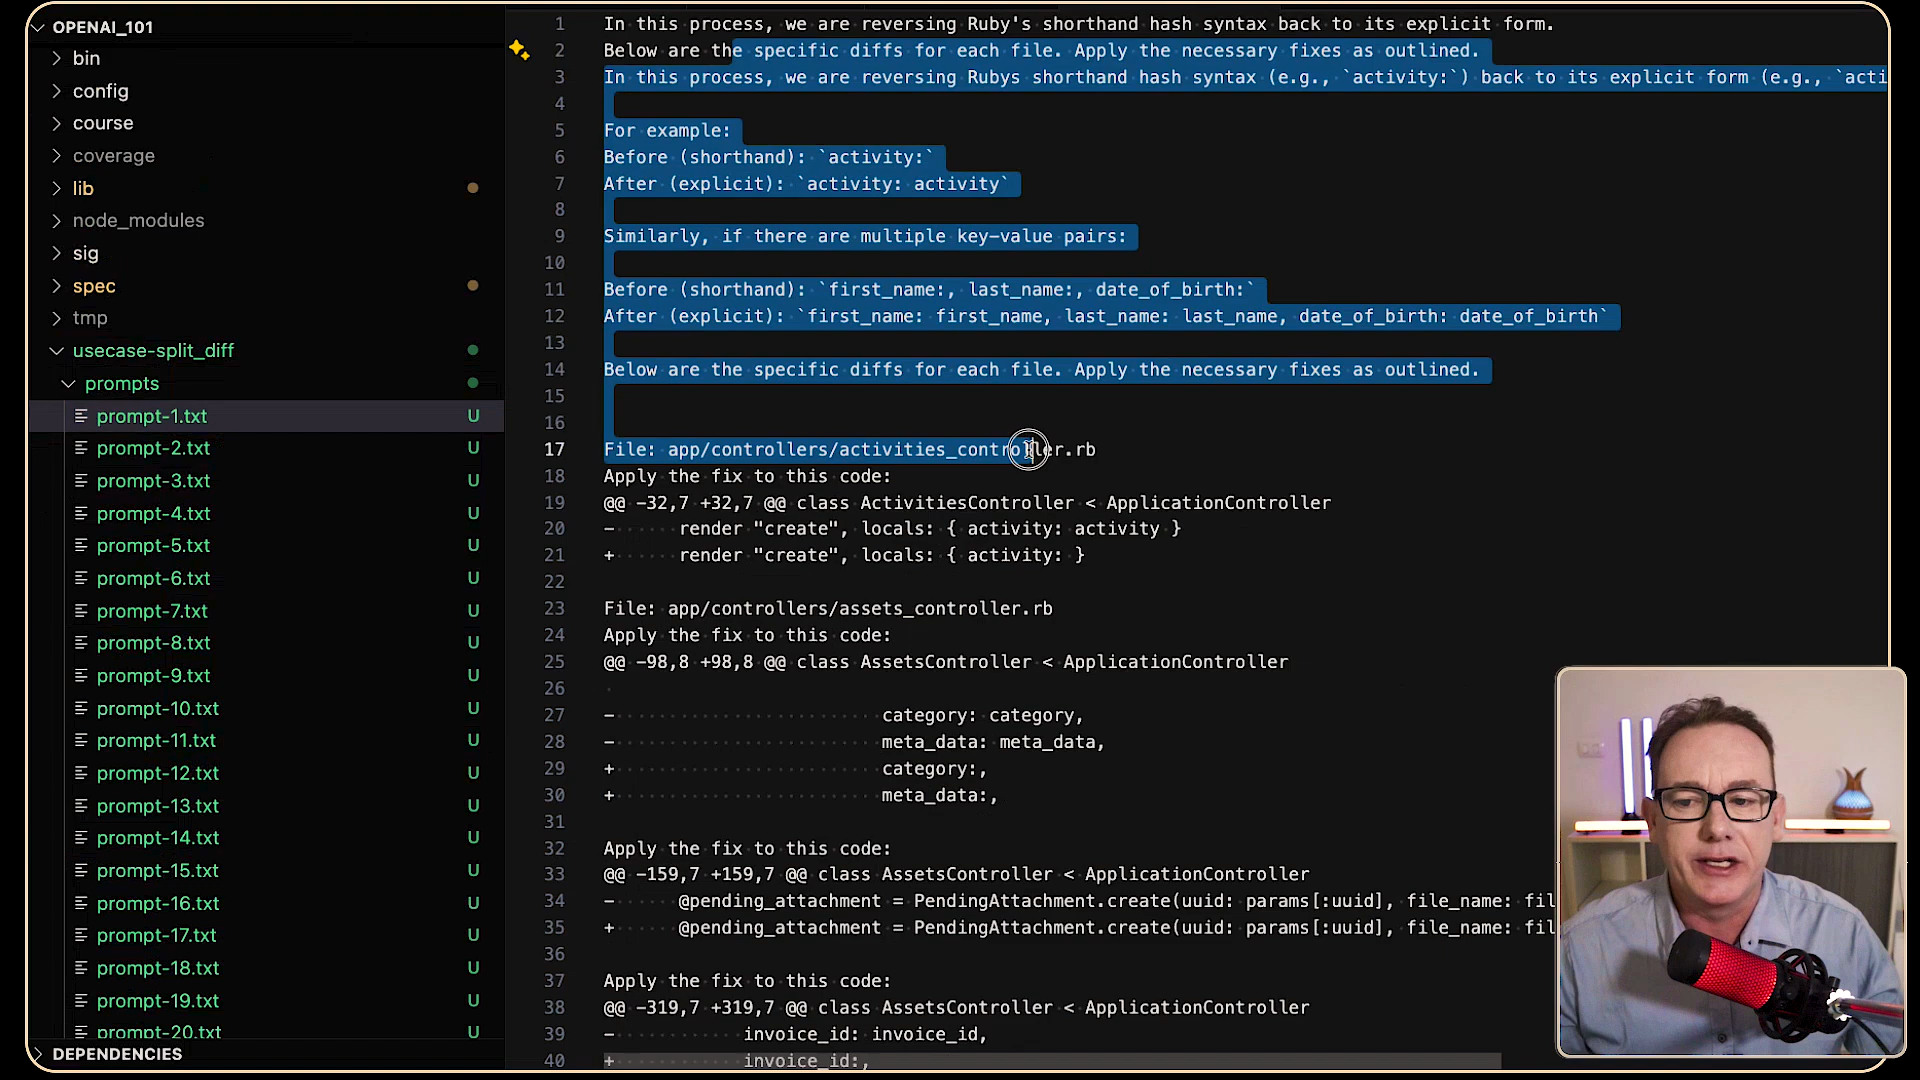 OPENAI_101
bin
config
course
coverage
lib
node_modules
sig
spec
tmp
usecase-split_diff
prompts
prompt-1.txt U
prompt-2.txt U
prompt-3.txt U
prompt-4.txt U
prompt-5.txt U
prompt-6.txt U
prompt-7.txt U
prompt-8.txt U
prompt-9.txt U
prompt-10.txt U
prompt-11.txt U
prompt-12.txt U
prompt-13.txt U
prompt-14.txt U
prompt-15.txt U
prompt-16.txt U
prompt-17.txt U
prompt-18.txt U
prompt-19.txt U
prompt-20.txt U
DEPENDENCIES
1 In this process, we are reversing Ruby's shorthand hash syntax back to its explicit form.
2 Below are the specific diffs for each file. Apply the necessary fixes as outlined.
3 In this process, we are reversing Rubys shorthand hash syntax (e.g., `activity:`) back to its explicit form (e.g., `acti
4
5 For example:
6 Before (shorthand): `activity:`
7 After (explicit): `activity: activity`
8
9 Similarly, if there are multiple key-value pairs:
10
11 Before (shorthand): `first_name:, last_name:, date_of_birth:`
12 After (explicit): `first_name: first_name, last_name: last_name, date_of_birth: date_of_birth`
13
14 Below are the specific diffs for each file. Apply the necessary fixes as outlined.
15
16
17 File: app/controllers/activities_controller.rb
18 Apply the fix to this code:
19 @@ -32,7 +32,7 @@ class ActivitiesController < ApplicationController
20 - render "create", locals: { activity: activity }
21 + render "create", locals: { activity: }
22
23 File: app/controllers/assets_controller.rb
24 Apply the fix to this code:
25 @@ -98,8 +98,8 @@ class AssetsController < ApplicationController
26
27 - category: category,
28 - meta_data: meta_data,
29 + category:,
30 + meta_data:,
31
32 Apply the fix to this code:
33 @@ -159,7 +159,7 @@ class AssetsController < ApplicationController
34 - @pending_attachment = PendingAttachment.create(uuid: params[:uuid], file_name: fil
35 + @pending_attachment = PendingAttachment.create(uuid: params[:uuid], file_name: fil
36
37 Apply the fix to this code:
38 @@ -319,7 +319,7 @@ class AssetsController < ApplicationController
39 - invoice_id: invoice_id,
40 + invoice_id:,